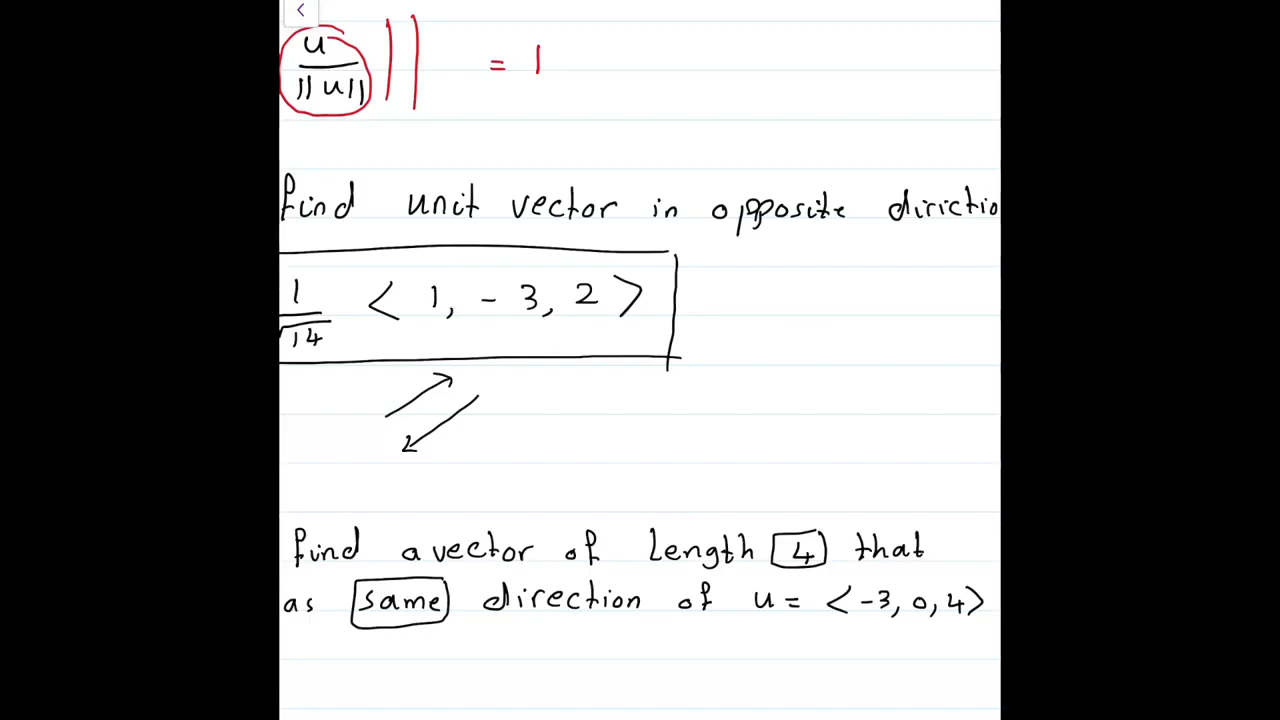 u
||u|| || = 1
find unit vector in opposite dirictio
1
√14 < 1, - 3, 2 >
find a vector of length 4 that
as same direction of u = < -3, 0, 4 >